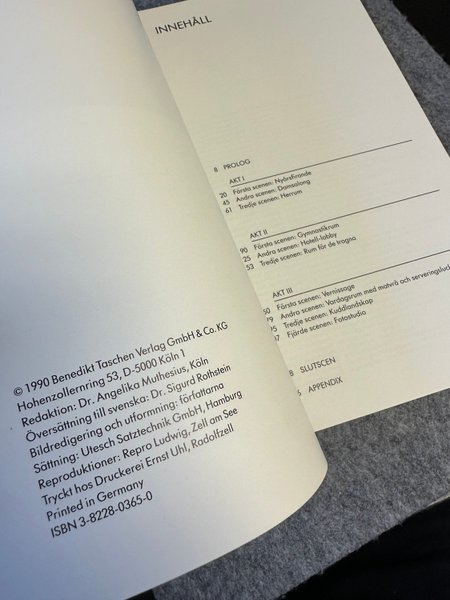 © 1990 Benedikt Taschen Verlag GmbH & Co. KG
Hohenzollernring 53, D-5000 Köln 1
Redaktion: Dr. Angelika Muthesius, Köln
Översättning till svenska: Dr. Sigurd Rothstein
Bildredigering och utformning: författarna
Sättning: Utesch Satztechnik GmbH, Hamburg
Reproduktioner: Repro Ludwig, Zell am See
Tryckt hos Druckerei Ernst Uhl, Radolfzell
Printed in Germany
ISBN 3-8228-0365-0
INNEHÅLL
8 PROLOG
AKT I
20 Första scenen: Nyårsfirande
45 Andra scenen: Damsalong
61 Tredje scenen: Herrum
AKT II
90 Första scenen: Gymnastikrum
25 Andra scenen: Hotell-lobby
53 Tredje scenen: Rum för de trogna
AKT III
50 Första scenen: Vernissage
79 Andra scenen: Vardagsrum med matvrå och serveringsluc
95 Tredje scenen: Kuddlandskap
07 Fjärde scenen: Fotostudio
8 SLUTSCEN
6 APPENDIX